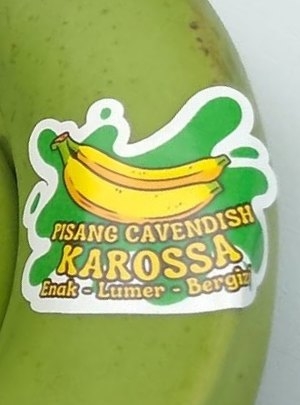 PISANG CAVENDISH
KAROSSA
Enak - Lumer - Bergizi